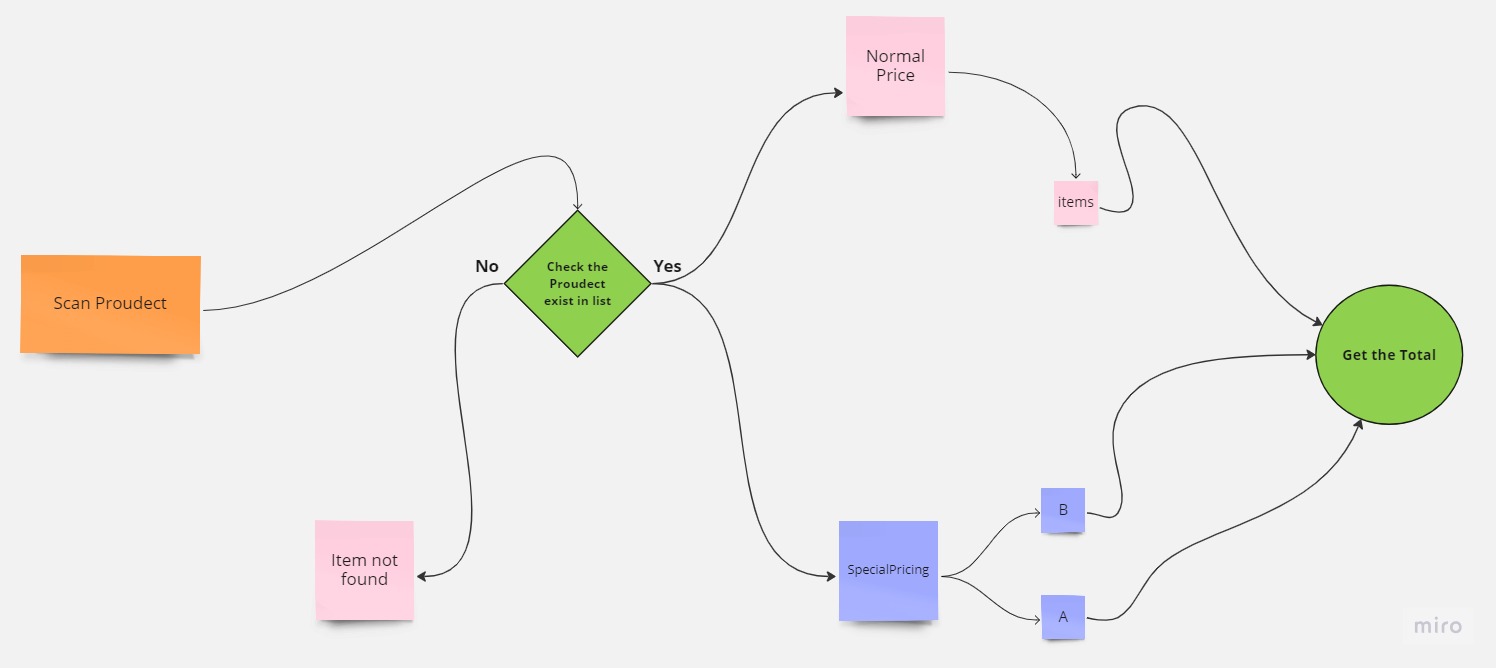 Normal
Price
items
Scan Proudect
No
Check the
Proudect
exist in list
Yes
Get the Total
Item not
found
SpecialPricing
B
A
miro